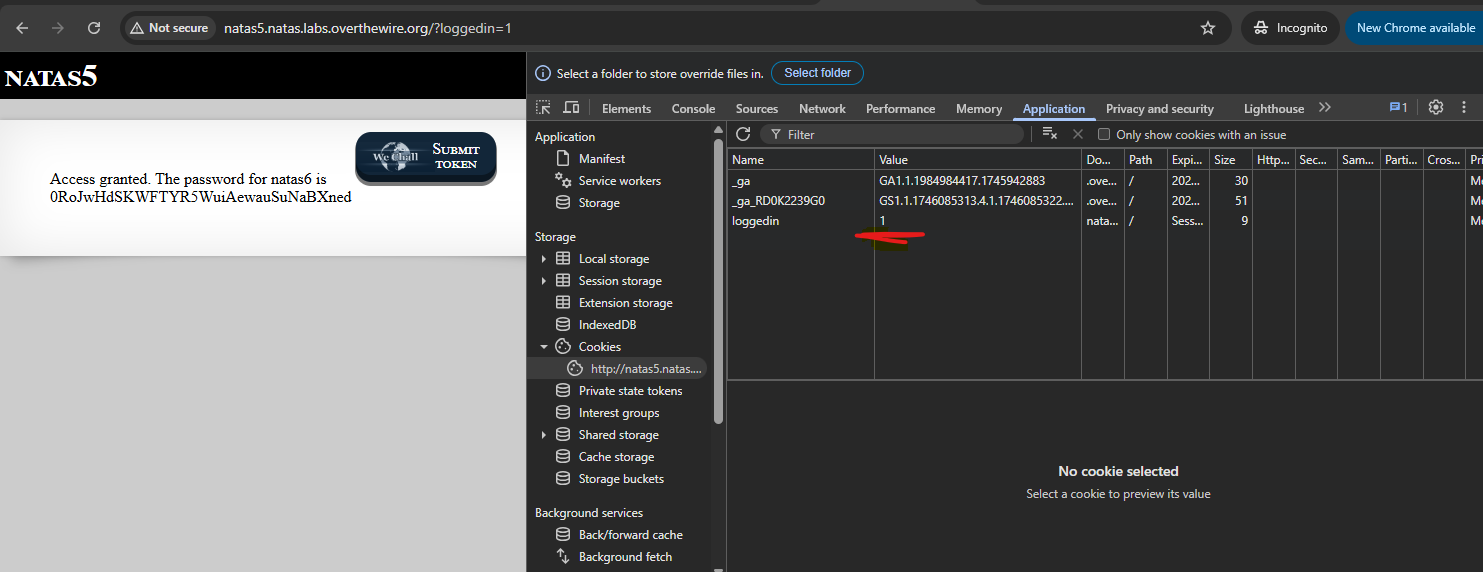 Not secure
natas5.natas.labs.overthewire.org/?loggedin=1
Incognito
New Chrome available
NATAS5
We Chall
SUBMIT
TOKEN
Access granted. The password for natas6 is
0RoJwHdSKWFTYR5WuiAewauSuNaBXned
Select a folder to store override files in.
Select folder
Elements
Console
Sources
Network
Performance
Memory
Application
Privacy and security
Lighthouse
1
Application
Manifest
Service workers
Storage
Storage
Local storage
Session storage
Extension storage
IndexedDB
Cookies
http://natas5.natas....
Private state tokens
Interest groups
Shared storage
Cache storage
Storage buckets
Background services
Back/forward cache
Background fetch
Filter
Only show cookies with an issue
Name Value Do... Path Expi... Size Http... Sec... Sam... Parti... Cros... Pri
_ga GA1.1.1984984417.1745942883 .ove... / 202... 30 Me
_ga_RD0K2239G0 GS1.1.1746085313.4.1.1746085322.... .ove... / 202... 51 Me
loggedin 1 nata... / Sess... 9 Me
No cookie selected
Select a cookie to preview its value